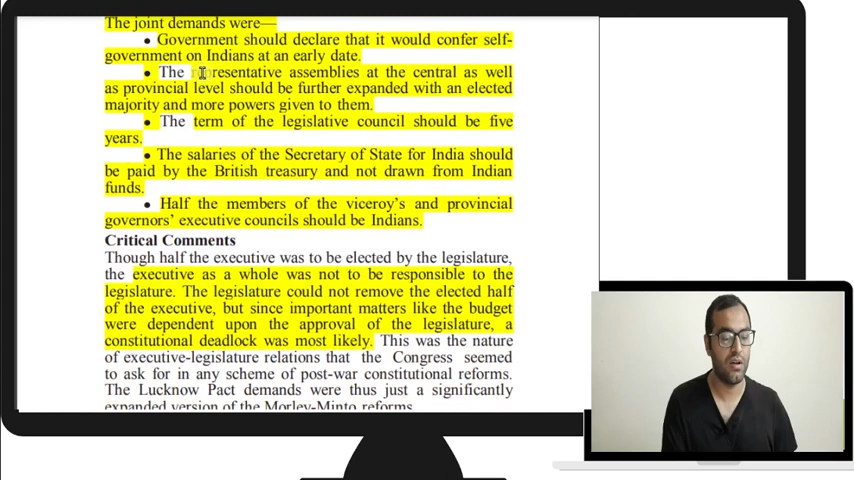 The joint demands were—
• Government should declare that it would confer self-
government on Indians at an early date.
• The representative assemblies at the central as well
as provincial level should be further expanded with an elected
majority and more powers given to them.
• The term of the legislative council should be five
years.
• The salaries of the Secretary of State for India should
be paid by the British treasury and not drawn from Indian
funds.
• Half the members of the viceroy's and provincial
governors' executive councils should be Indians.
Critical Comments
Though half the executive was to be elected by the legislature,
the executive as a whole was not to be responsible to the
legislature. The legislature could not remove the elected half
of the executive, but since important matters like the budget
were dependent upon the approval of the legislature, a
constitutional deadlock was most likely. This was the nature
of executive-legislature relations that the Congress seemed
to ask for in any scheme of post-war constitutional reforms.
The Lucknow Pact demands were thus just a significantly
expanded version of the Morley-Minto reforms.